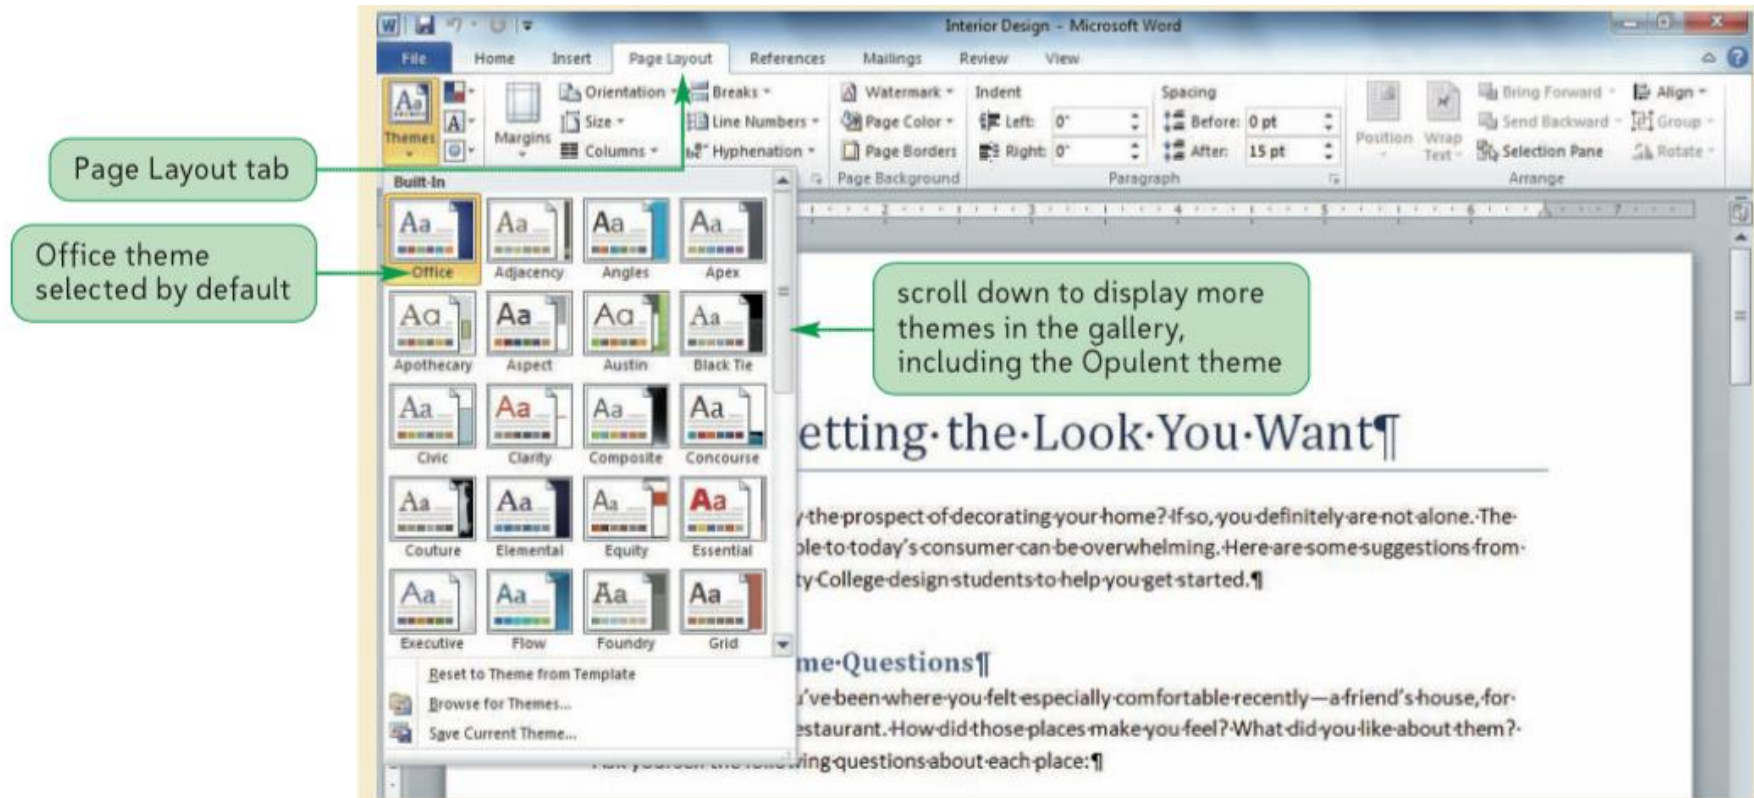 Interior Design - Microsoft Word
File Home Insert Page Layout References Mailings Review View
Themes
Margins
Orientation
Size
Columns
Breaks
Line Numbers
Hyphenation
Watermark
Page Color
Page Borders
Page Background
Indent
Left: 0"
Right: 0"
Spacing
Before: 0 pt
After: 15 pt
Paragraph
Position
Wrap
Text
Bring Forward
Send Backward
Selection Pane
Align
Group
Rotate
Arrange
Page Layout tab
Office theme
selected by default
Built-In
Office Adjacency Angles Apex
Apothecary Aspect Austin Black Tie
Civic Clarity Composite Concourse
Couture Elemental Equity Essential
Executive Flow Foundry Grid
Reset to Theme from Template
Browse for Themes...
Save Current Theme...
2 3 4 5 6 7
scroll down to display more
themes in the gallery,
including the Opulent theme
etting·the·Look·You·Want¶
y·the·prospect·of·decorating·your·home?·If·so,·you·definitely·are·not·alone.·The·
ble·to·today's·consumer·can·be·overwhelming.·Here·are·some·suggestions·from·
ty·College·design·students·to·help·you·get·started.¶
me·Questions¶
u've·been·where·you·felt·especially·comfortable·recently—a·friend's·house,·for·
estaurant.·How·did·those·places·make·you·feel?·What·did·you·like·about·them?·
ving·questions·about·each·place:¶